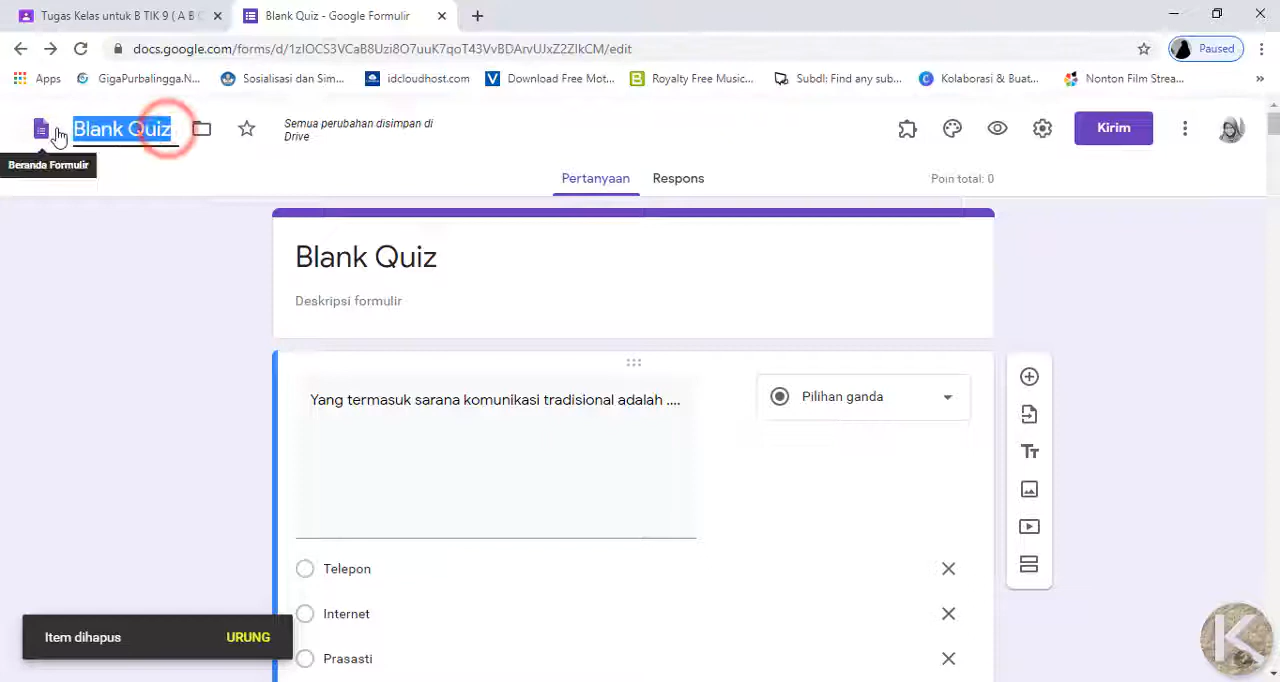 Tugas Kelas untuk B TIK 9 ( A B C
Blank Quiz - Google Formulir
docs.google.com/forms/d/1zIOCS3VCaB8Uzi8O7uuK7qoT43VvBDArvUJxZ2ZIkCM/edit
Paused
Apps
GigaPurbalingga.N...
Sosialisasi dan Sim...
idcloudhost.com
Download Free Mot...
Royalty Free Music...
Subdl: Find any sub...
Kolaborasi & Buat...
Nonton Film Strea...
Blank Quiz
Semua perubahan disimpan di
Drive
Kirim
Beranda Formulir
Pertanyaan
Respons
Poin total: 0
Blank Quiz
Deskripsi formulir
Yang termasuk sarana komunikasi tradisional adalah ....
Pilihan ganda
Telepon
Internet
Prasasti
Item dihapus
URUNG
K